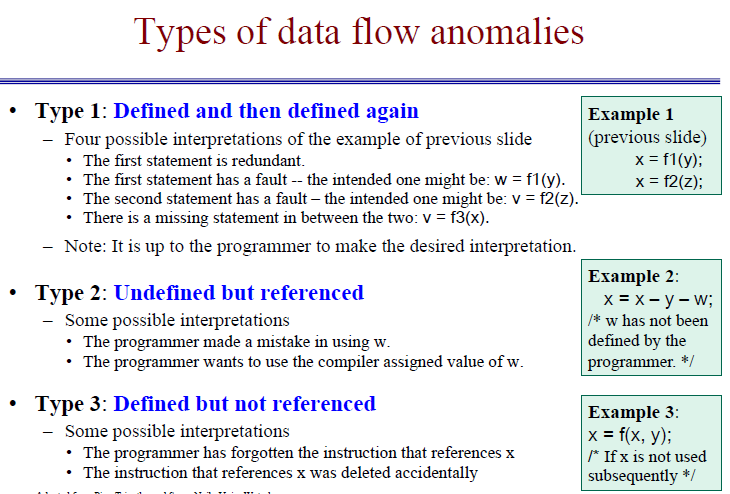 Types of data flow anomalies
• Type 1: Defined and then defined again
– Four possible interpretations of the example of previous slide
• The first statement is redundant.
• The first statement has a fault -- the intended one might be: w = f1(y).
• The second statement has a fault – the intended one might be: v = f2(z).
• There is a missing statement in between the two: v = f3(x).
– Note: It is up to the programmer to make the desired interpretation.
Example 1
(previous slide)
x = f1(y);
x = f2(z);
• Type 2: Undefined but referenced
– Some possible interpretations
• The programmer made a mistake in using w.
• The programmer wants to use the compiler assigned value of w.
Example 2:
x = x – y – w;
/* w has not been
defined by the
programmer. */
• Type 3: Defined but not referenced
– Some possible interpretations
• The programmer has forgotten the instruction that references x
• The instruction that references x was deleted accidentally
Example 3:
x = f(x, y);
/* If x is not used
subsequently */